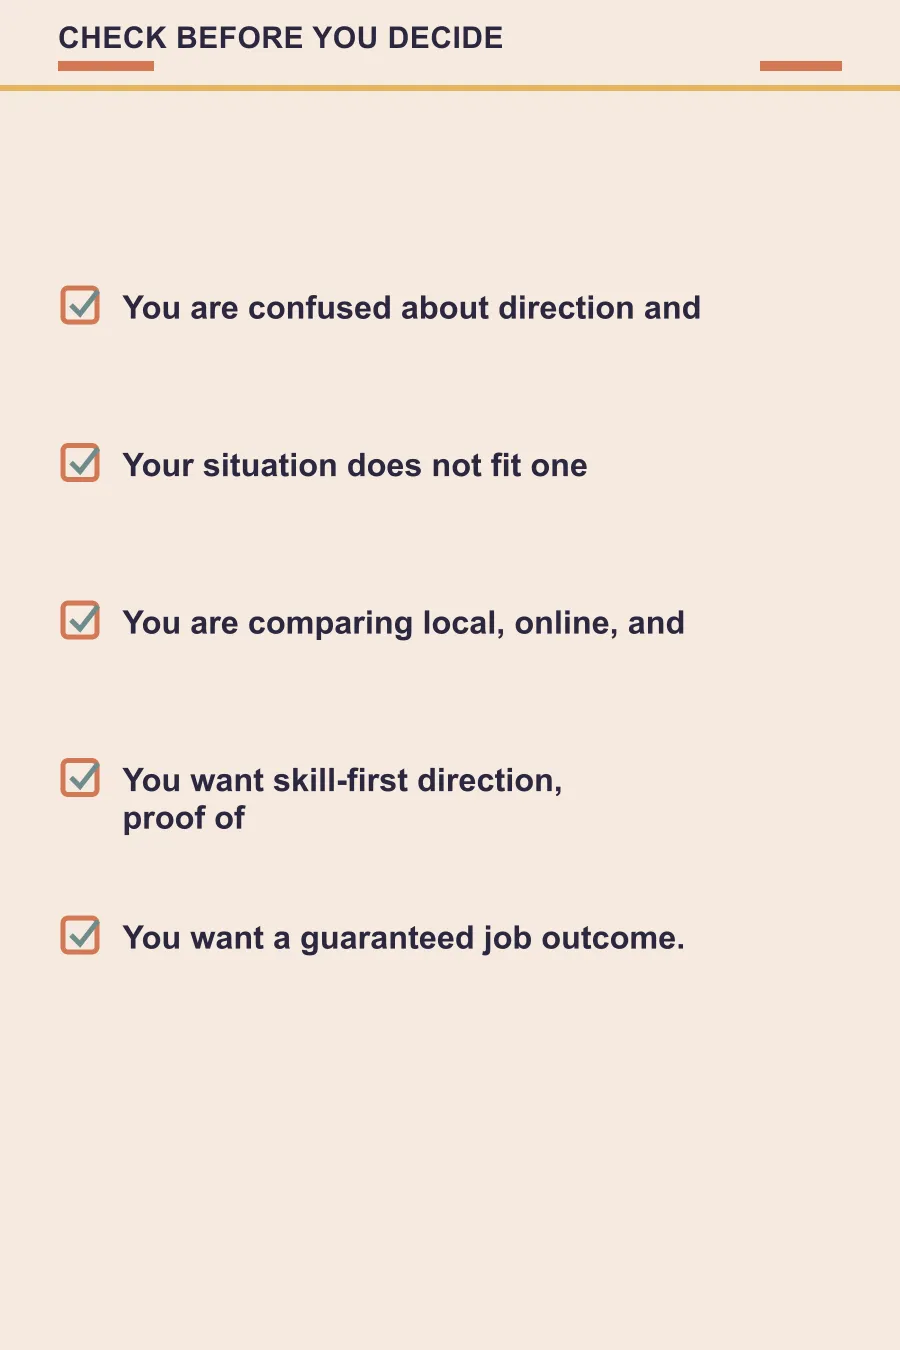 CHECK BEFORE YOU DECIDE
You are confused about direction and
Your situation does not fit one
You are comparing local, online, and
You want skill-first direction,
proof of
You want a guaranteed job outcome.